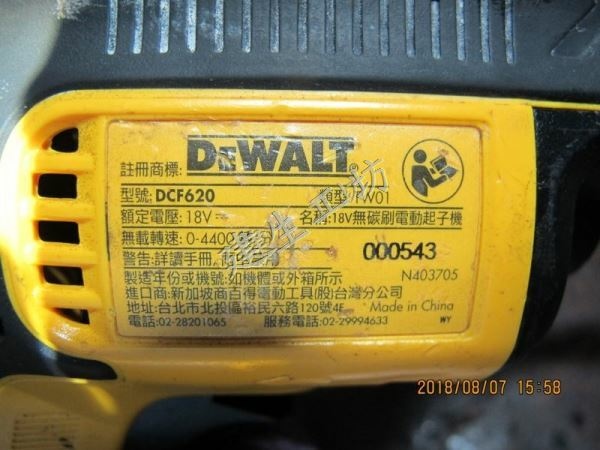 註冊商標: DEWALT
型號: DCF620 類型: TW01
額定電壓: 18V 名稱: 18V無碳刷電動起子機
無載轉速: 0-4400
警告: 詳讀手冊, 000543
製造年份或機號: 如機體或外箱所示 N403705
進口商: 新加坡商百得電動工具(股)台灣分公司
地址: 台北市北投區裕民六路120號4F Made in China
電話: 02-28201065 服務電話: 02-29994633 WY
2018/08/07 15:58